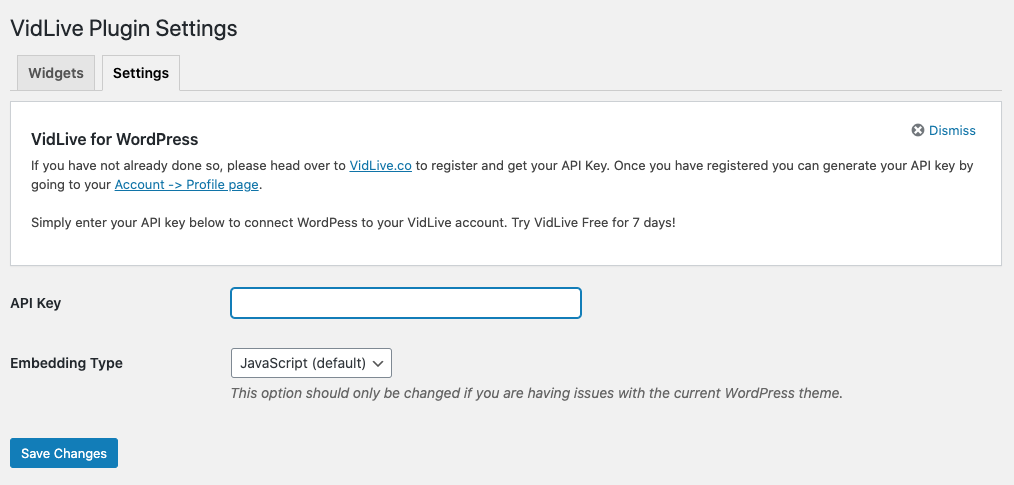 VidLive Plugin Settings
Widgets
Settings
Dismiss
VidLive for WordPress
If you have not already done so, please head over to VidLive.co to register and get your API Key. Once you have registered you can generate your API key by
going to your Account -> Profile page.
Simply enter your API key below to connect WordPess to your VidLive account. Try VidLive Free for 7 days!
API Key
Embedding Type
JavaScript (default)
This option should only be changed if you are having issues with the current WordPress theme.
Save Changes